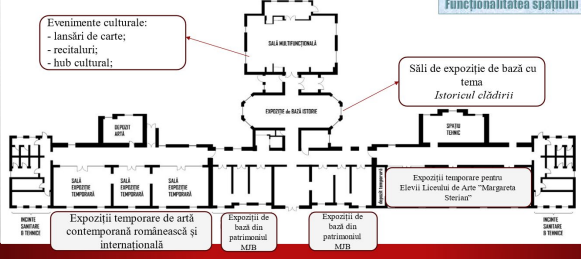 Funcționalitatea spațiului
Evenimente culturale:
- lansări de carte;
- recitaluri;
- hub cultural;
SALĂ MULTIFUNCȚIONALĂ
Săli de expoziție de bază cu
tema
Istoricul clădirii
EXPOZIȚIE de BAZĂ ISTORIE
DEPOZIT
ARTĂ
SPAȚIU
TEHNIC
SALĂ
EXPOZIȚIE
TEMPORARĂ
SALĂ
EXPOZIȚIE
TEMPORARĂ
SALĂ
EXPOZIȚIE
TEMPORARĂ
depozit temporară
Expoziții temporare pentru
Elevii Liceului de Arte "Margareta
Sterian"
INCINTE
SANITARE
&TEHNICE
Expoziții temporare de artă
contemporană românească și
internațională
Expoziții de
bază din
patrimoniul
MJB
Expoziții de
bază din
patrimoniul
MJB
INCINTE
SANITARE
&TEHNICE